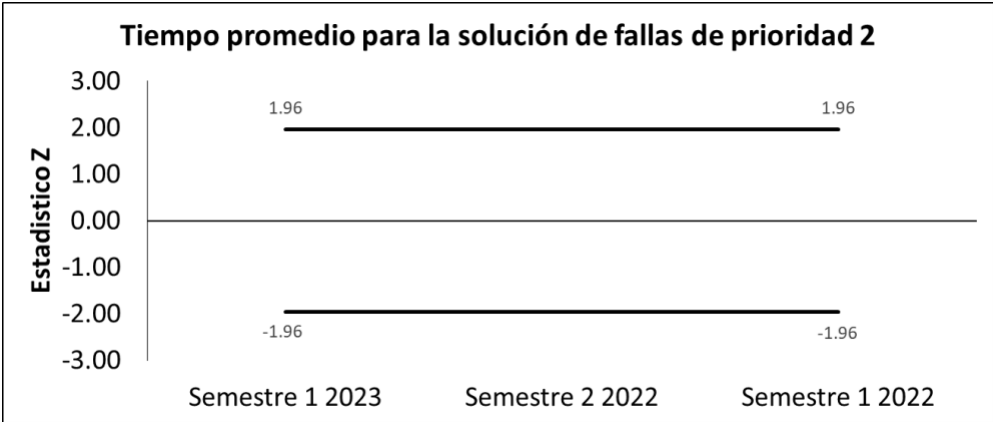 Tiempo promedio para la solución de fallas de prioridad 2
Estadistico Z
3.00
2.00
1.00
0.00
-1.00
-2.00
-3.00
1.96
1.96
-1.96
-1.96
Semestre 1 2023
Semestre 2 2022
Semestre 1 2022